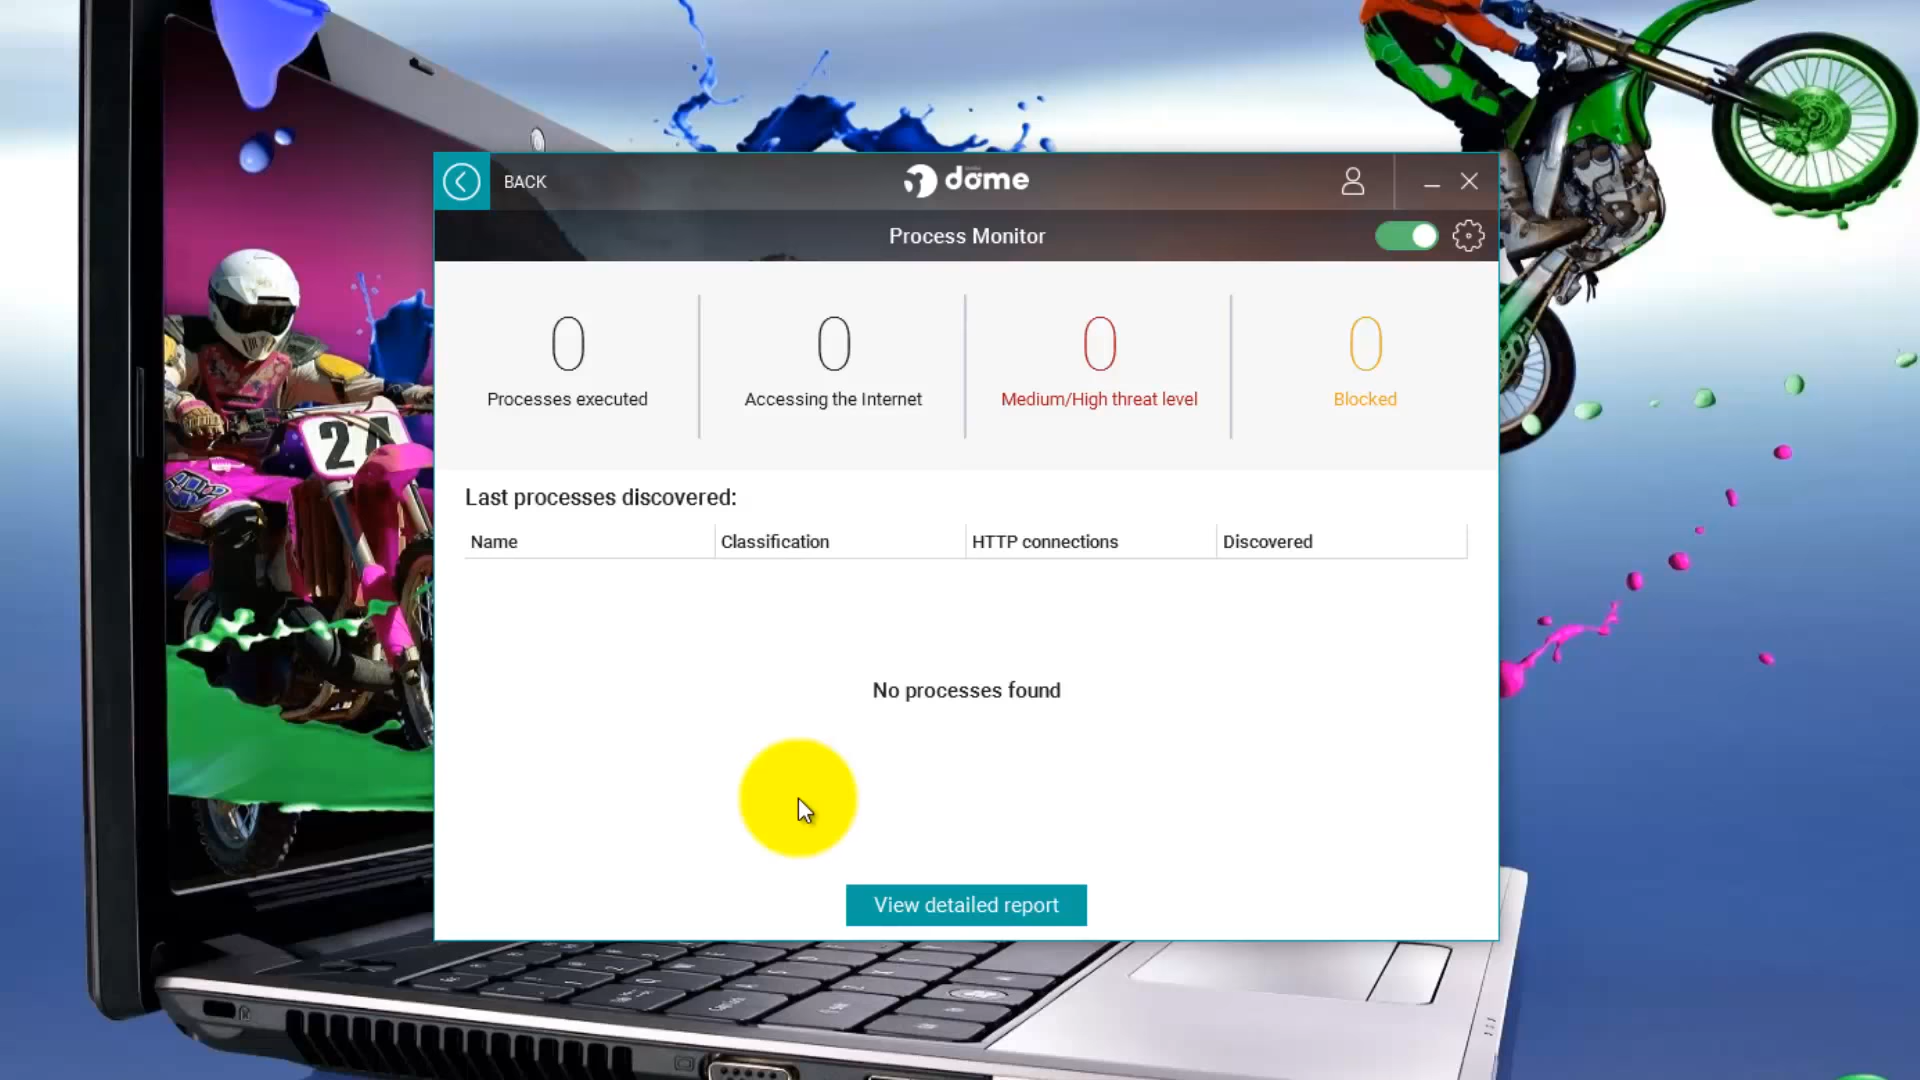 BACK
dome
Process Monitor
0
0
0
0
Processes executed
Accessing the Internet
Medium/High threat level
Blocked
Last processes discovered:
Name
Classification
HTTP connections
Discovered
No processes found
View detailed report
24